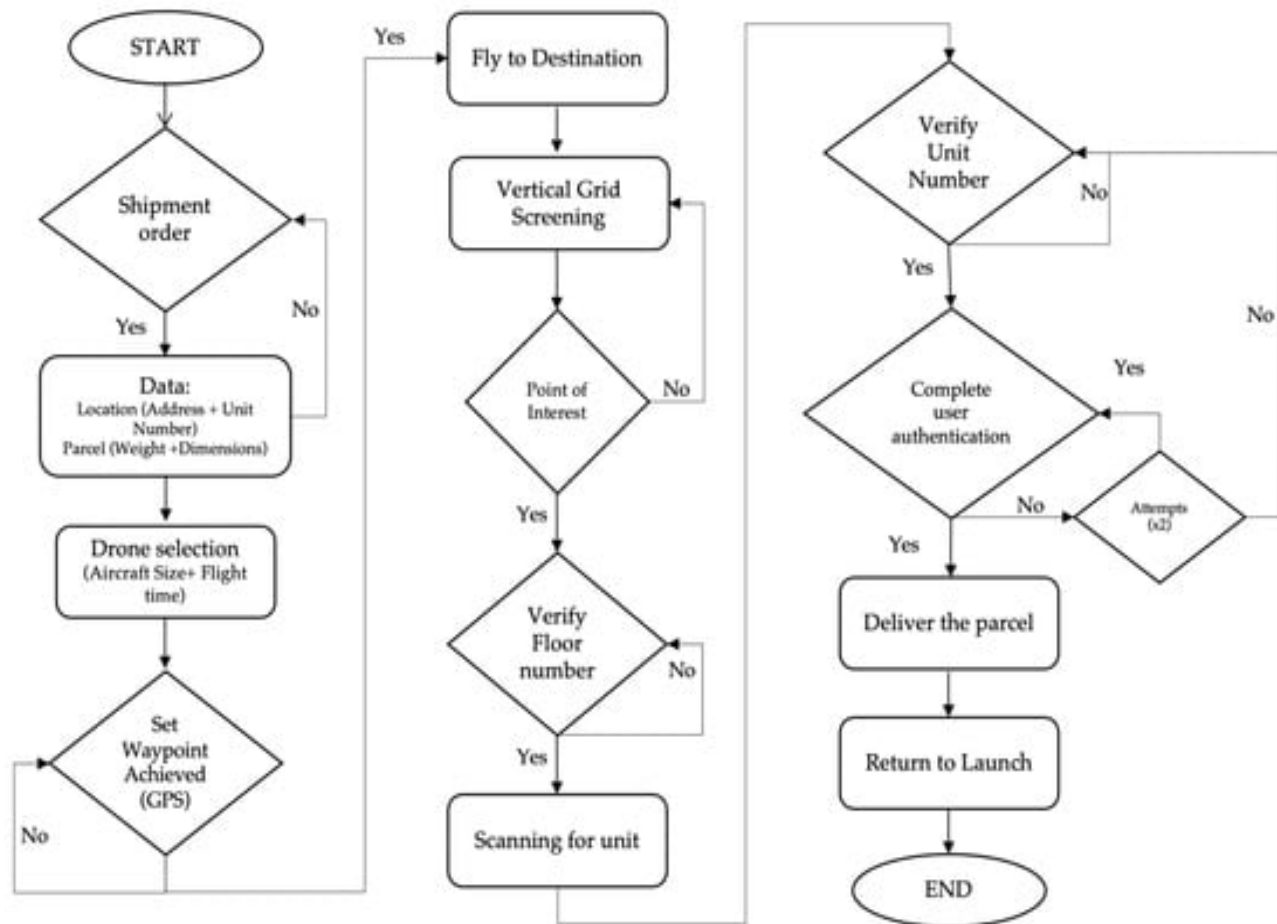 START
Shipment
order
No
Yes
Data:
Location (Address + Unit
Number)
Parcel (Weight +Dimensions)
Drone selection
(Aircraft Size+ Flight
time)
Set
Waypoint
Achieved
(GPS)
No
Yes
Fly to Destination
Vertical Grid
Screening
Point of
Interest
No
Yes
Verify
Floor
number
No
Yes
Scanning for unit
Verify
Unit
Number
No
Yes
Complete
user
authentication
Yes
No
Attempts
(x2)
No
Yes
Deliver the parcel
Return to Launch
END